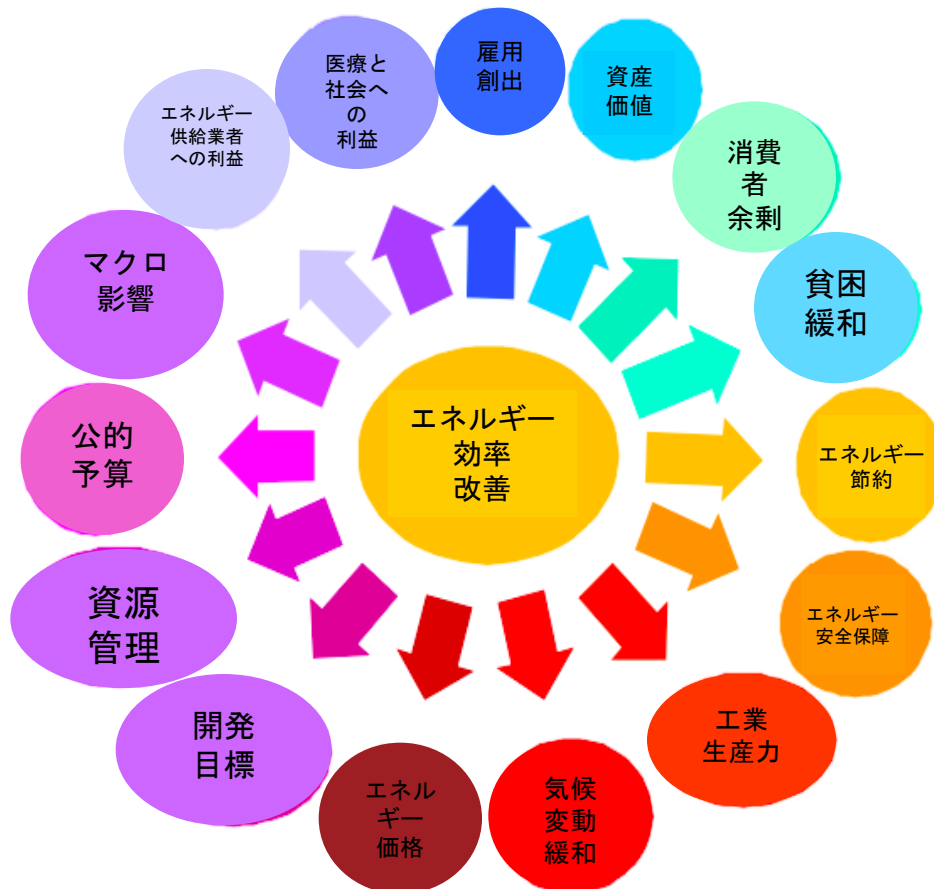 雇用
創出
資産
価値
消費
者
余剰
貧困
緩和
エネルギー
節約
エネルギー
安全保障
工業
生産力
気候
変動
緩和
エネル
ギー
価格
開発
目標
資源
管理
公的
予算
マクロ
影響
エネルギー
供給業者
への利益
医療と
社会へ
の
利益
エネルギー
効率
改善